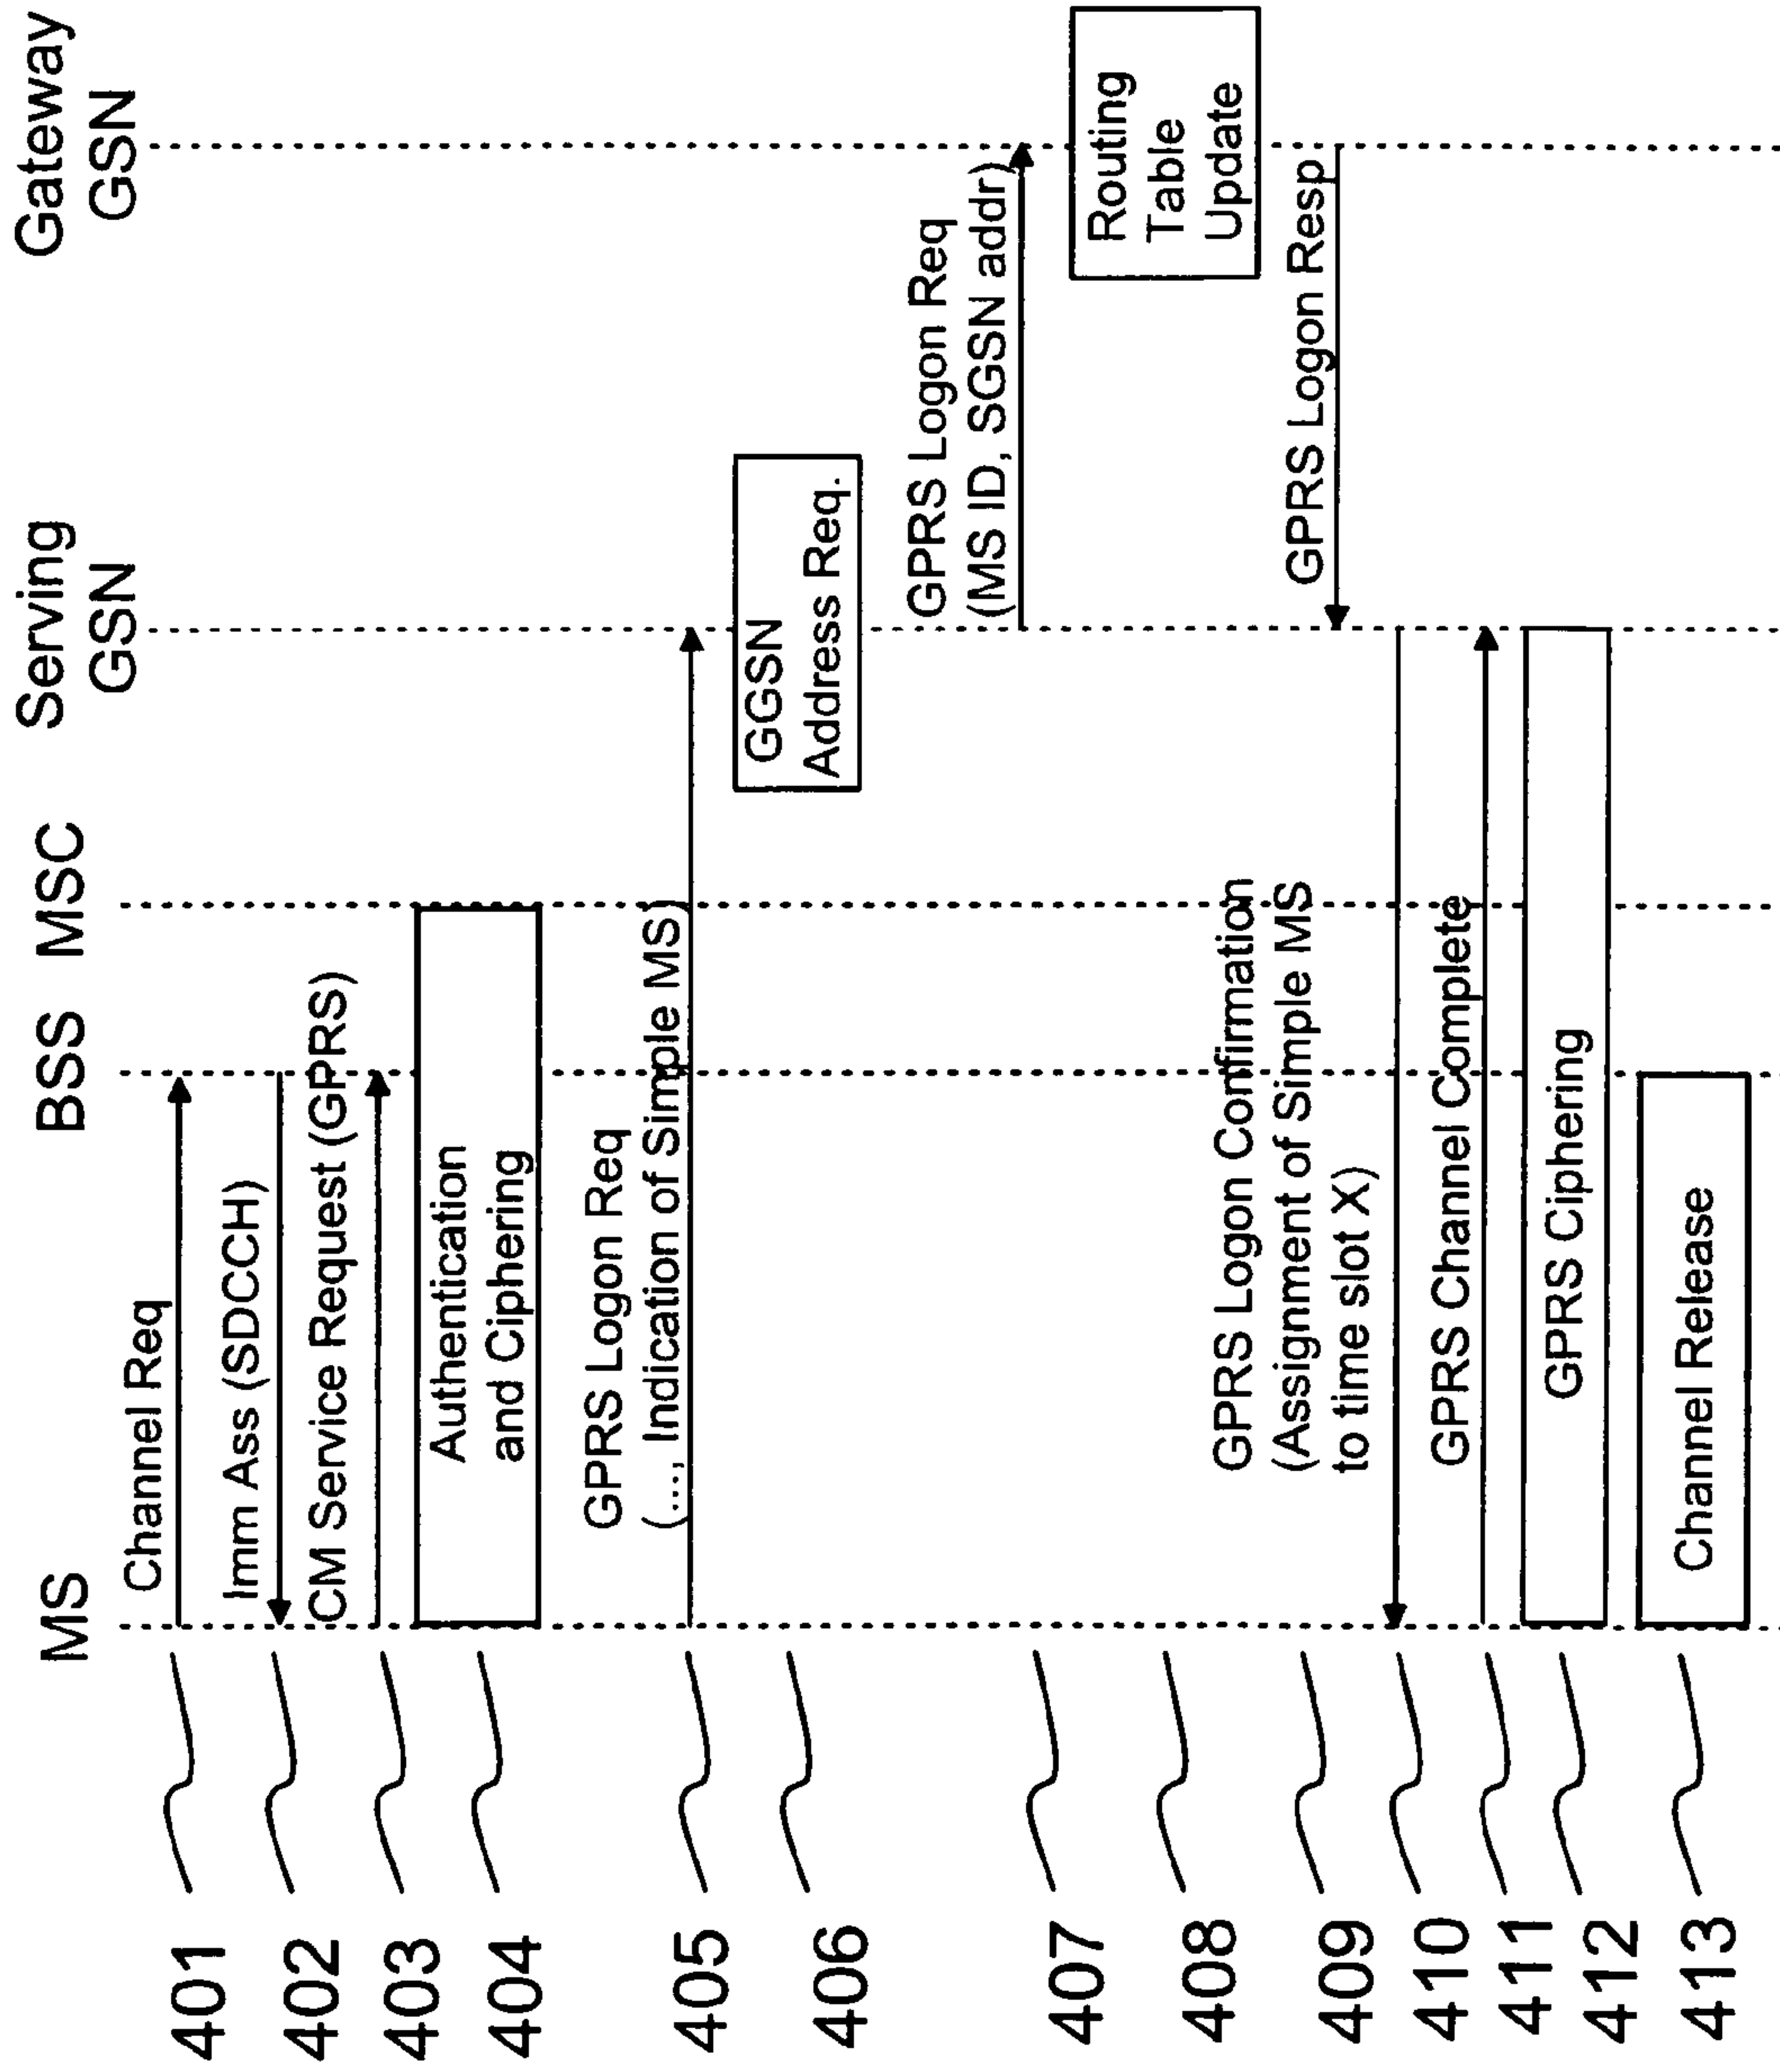 MS
BSS
MSC
Serving
GSN
Gateway
GSN
401
Channel Req
402
Imm Ass (SDCCH)
403
CM Service Request (GPRS)
404
Authentication
and Ciphering
405
GPRS Logon Req
(..., Indication of Simple MS)
406
GGSN
Address Req.
407
GPRS Logon Req
(MS ID, SGSN addr)
408
Routing
Table
Update
409
GPRS Logon Resp
410
GPRS Logon Confirmation
(Assignment of Simple MS
to time slot X)
411
GPRS Channel Complete
412
GPRS Ciphering
413
Channel Release